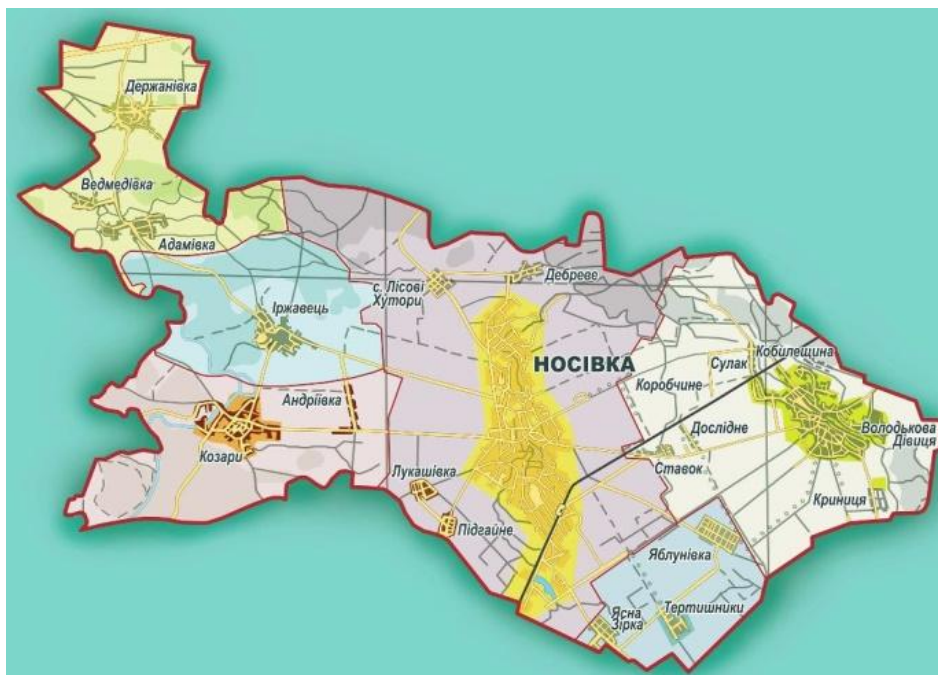 Держанівка
Ведмедівка
Адамівка
с. Лісові
Хутори
Дебреве
Іржавець
НОСІВКА
Кобилещина
Сулак
Коробчине
Андріївка
Володькова
Дівиця
Дослідне
Козари
Лукашівка
Ставок
Криниця
Підгайне
Яблунівка
Ясна
Зірка
Тертишники